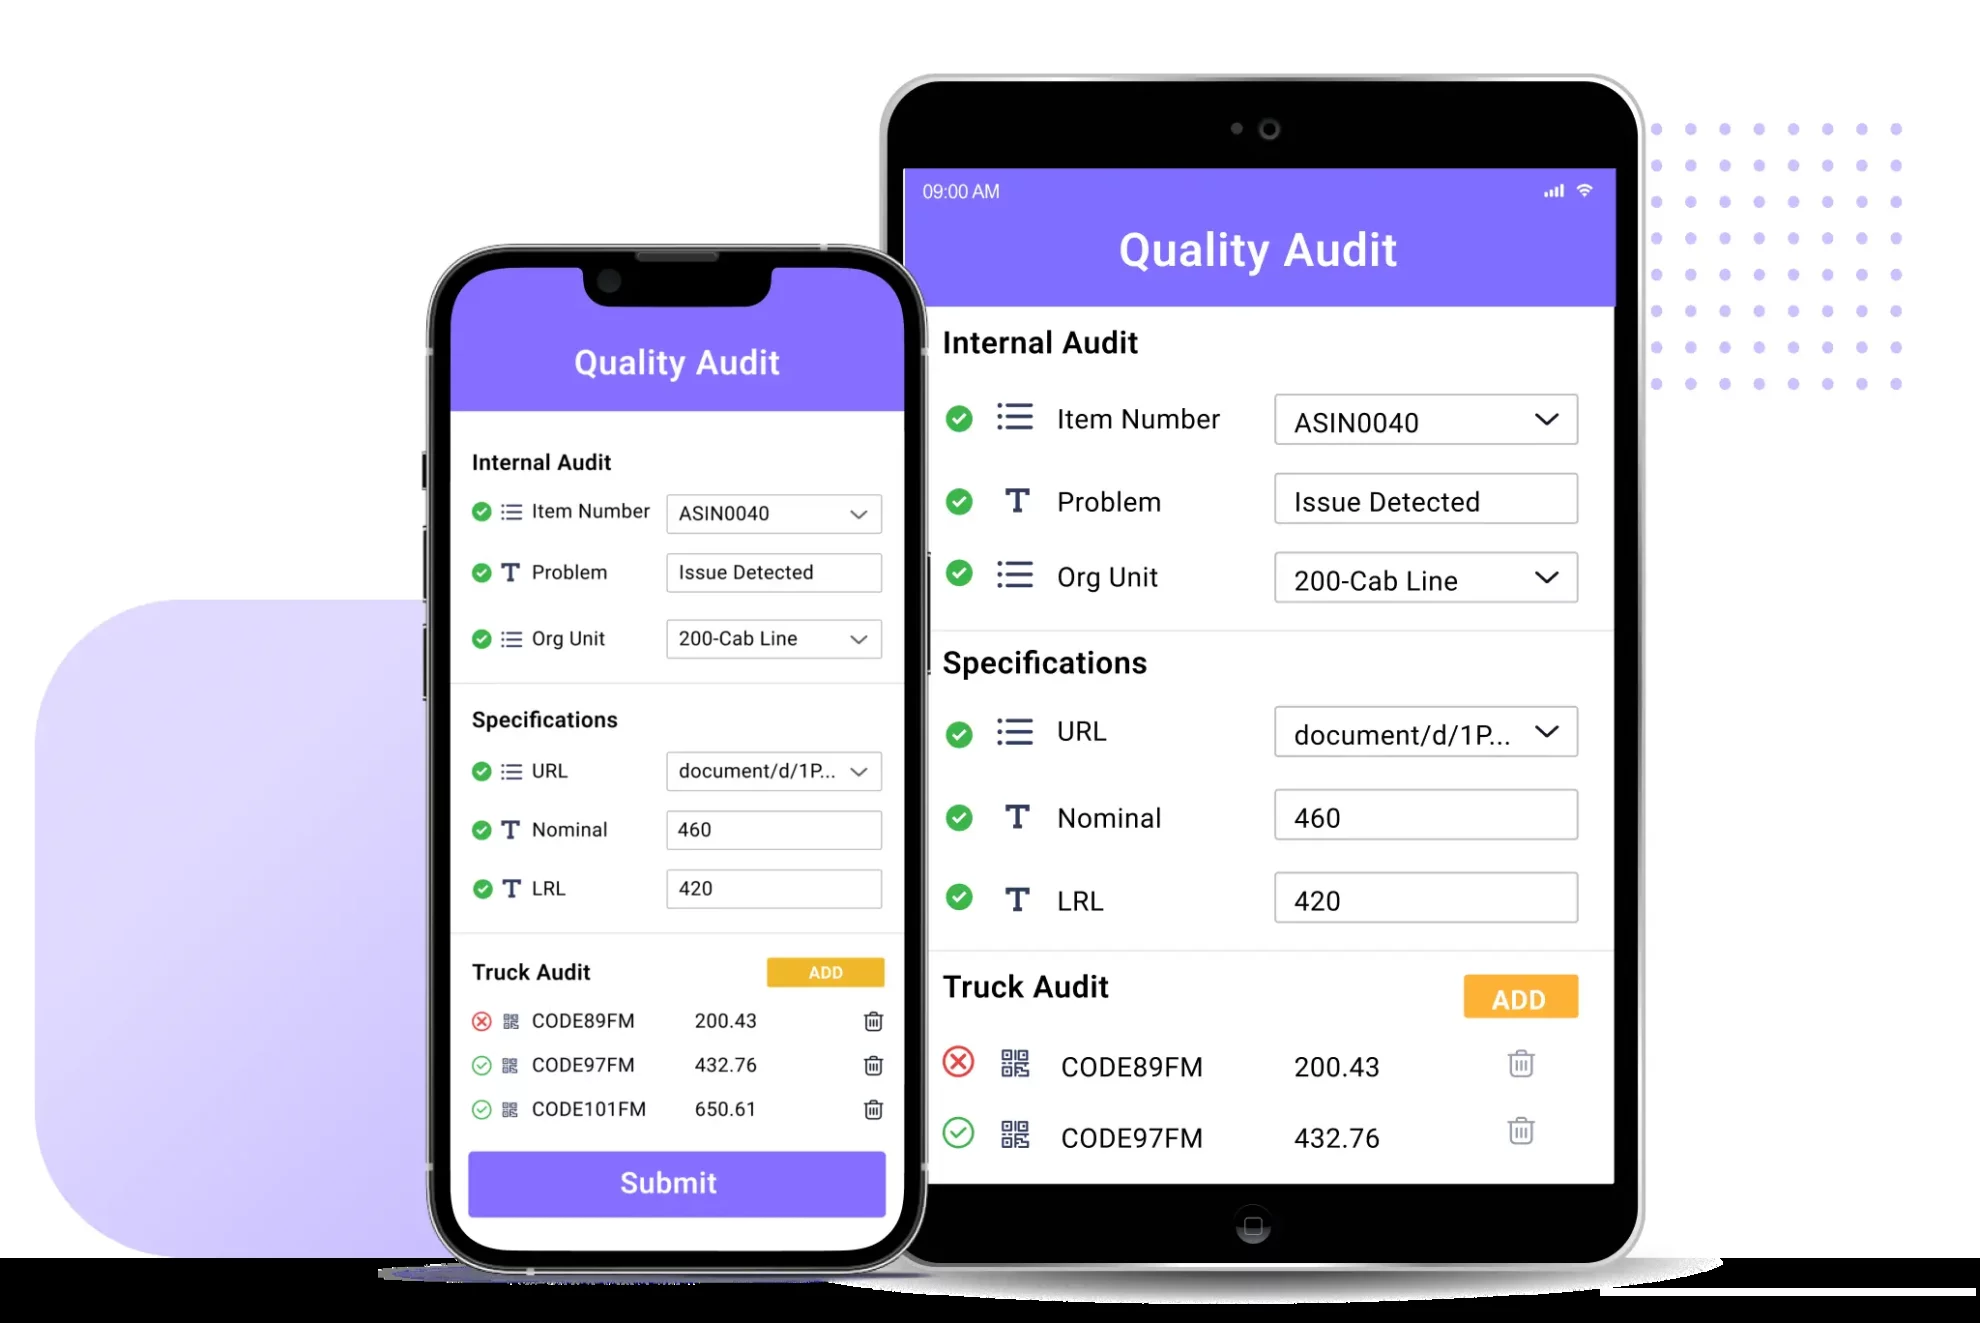 Quality Audit
Internal Audit
Item Number ASIN0040
Problem Issue Detected
Org Unit 200-Cab Line
Specifications
URL document/d/1P...
Nominal 460
LRL 420
Truck Audit ADD
CODE89FM 200.43
CODE97FM 432.76
CODE101FM 650.61
Submit
09:00 AM
Quality Audit
Internal Audit
Item Number ASIN0040
Problem Issue Detected
Org Unit 200-Cab Line
Specifications
URL document/d/1P...
Nominal 460
LRL 420
Truck Audit ADD
CODE89FM 200.43
CODE97FM 432.76